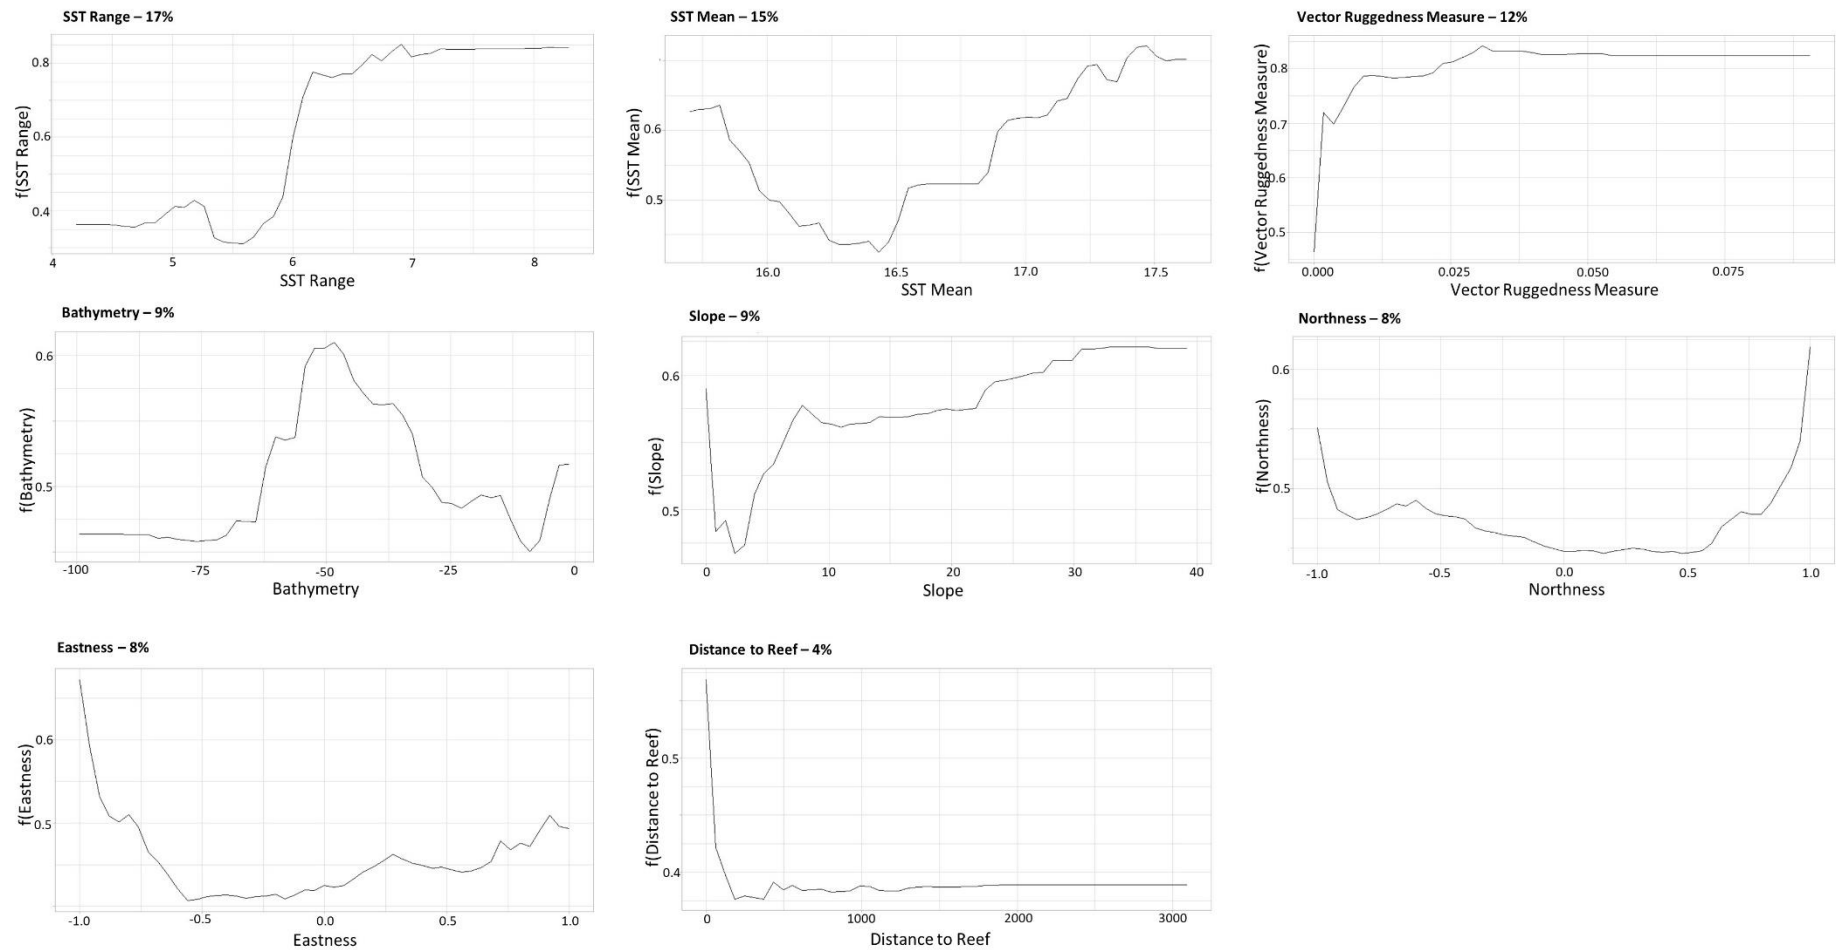 SST Range – 17%
0.8
0.6
0.4
f(SST Range)
4 5 6 7 8
SST Range
SST Mean – 15%
0.6
0.5
f(SST Mean)
16.0 16.5 17.0 17.5
SST Mean
Vector Ruggedness Measure – 12%
0.8
0.7
0.6
0.5
f(Vector Ruggedness Measure)
0.000 0.025 0.050 0.075
Vector Ruggedness Measure
Bathymetry – 9%
0.6
0.5
f(Bathymetry)
-100 -75 -50 -25 0
Bathymetry
Slope – 9%
0.6
0.5
f(Slope)
0 10 20 30 40
Slope
Northness – 8%
0.6
0.5
f(Northness)
-1.0 -0.5 0.0 0.5 1.0
Northness
Eastness – 8%
0.6
0.5
f(Eastness)
-1.0 -0.5 0.0 0.5 1.0
Eastness
Distance to Reef – 4%
0.5
0.4
f(Distance to Reef)
0 1000 2000 3000
Distance to Reef